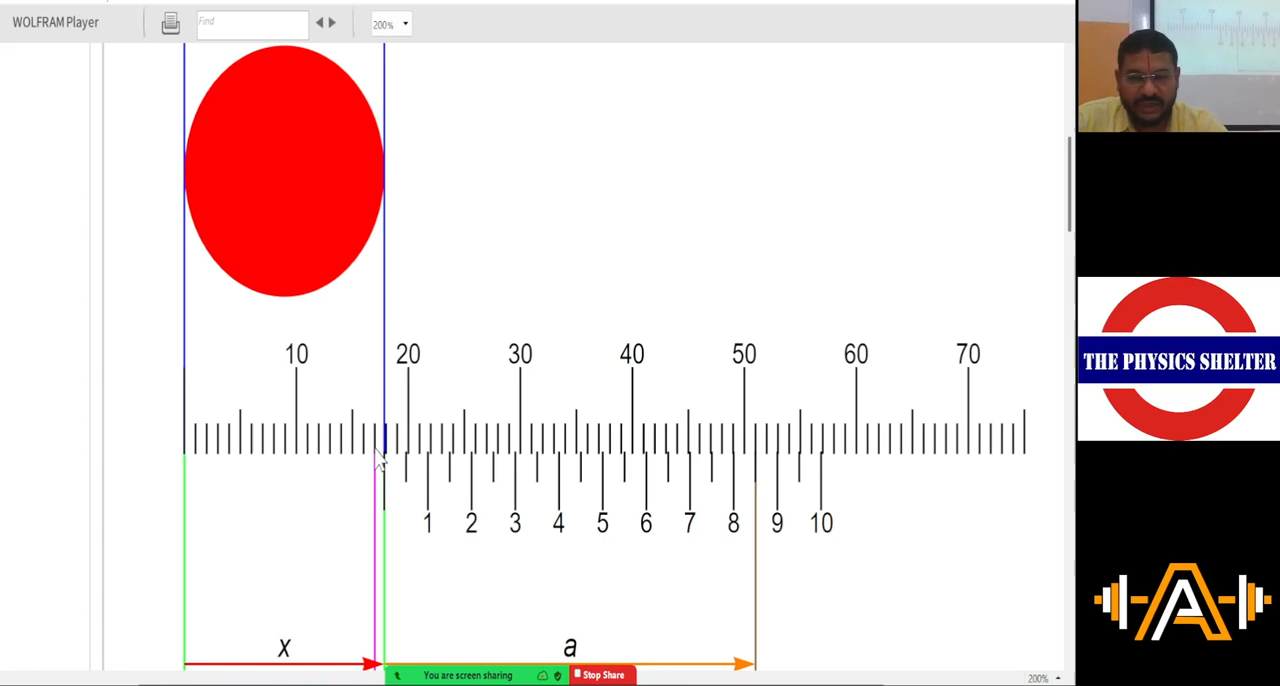 WOLFRAM Player
Find
200%
10 20 30 40 50 60 70
1 2 3 4 5 6 7 8 9 10
x a
THE PHYSICS SHELTER
A
You are screen sharing
Stop Share
200%